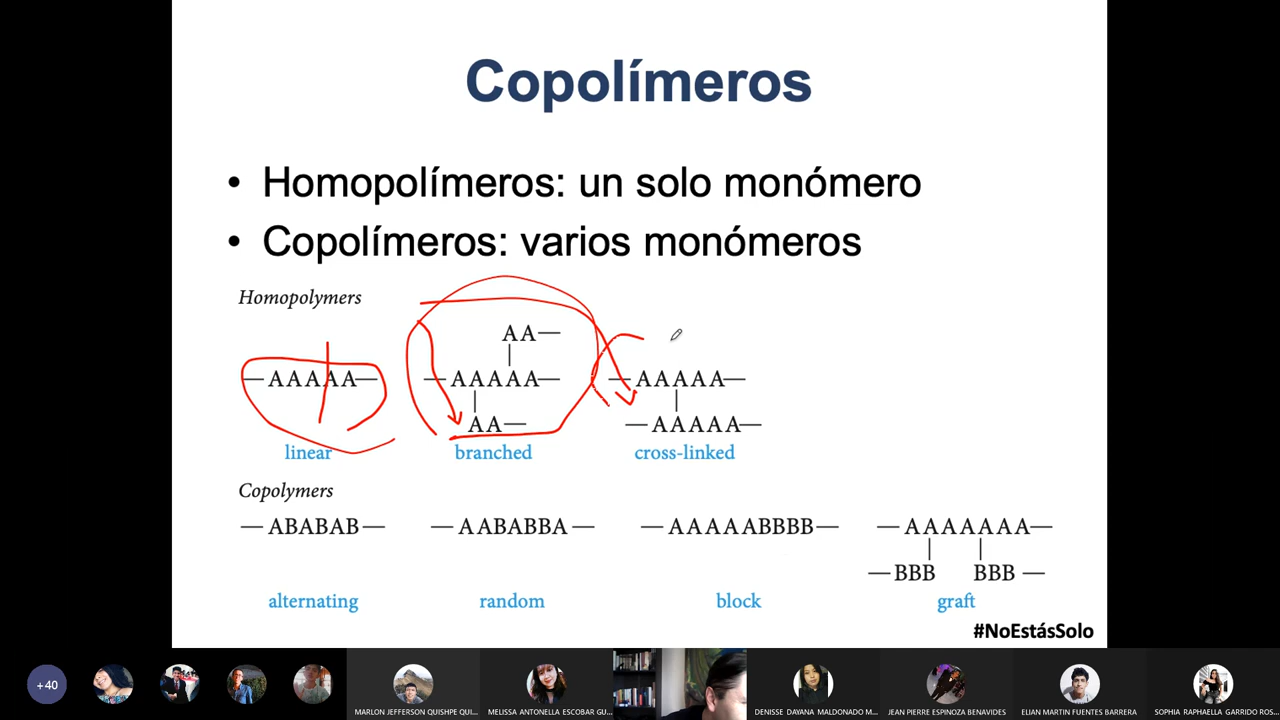 Copolímeros
• Homopolímeros: un solo monómero
• Copolímeros: varios monómeros
Homopolymers
AA—
—AAAAA— —AAAAA— —AAAAA—
AA— —AAAAA—
linear branched cross-linked
Copolymers
—ABABAB— —AABABBA— —AAAAABBBB— —AAAAAAA—
—BBB BBB—
alternating random block graft
#NoEstásSolo
+40
MARLON JEFFERSON QUISHPE QUI... MELISSA ANTONELLA ESCOBAR GU... DENISSE DAYANA MALDONADO M... JEAN PIERRE ESPINOZA BENAVIDES ELIAN MARTIN FUENTES BARRERA SOPHIA RAPHAELLA GARRIDO ROS...